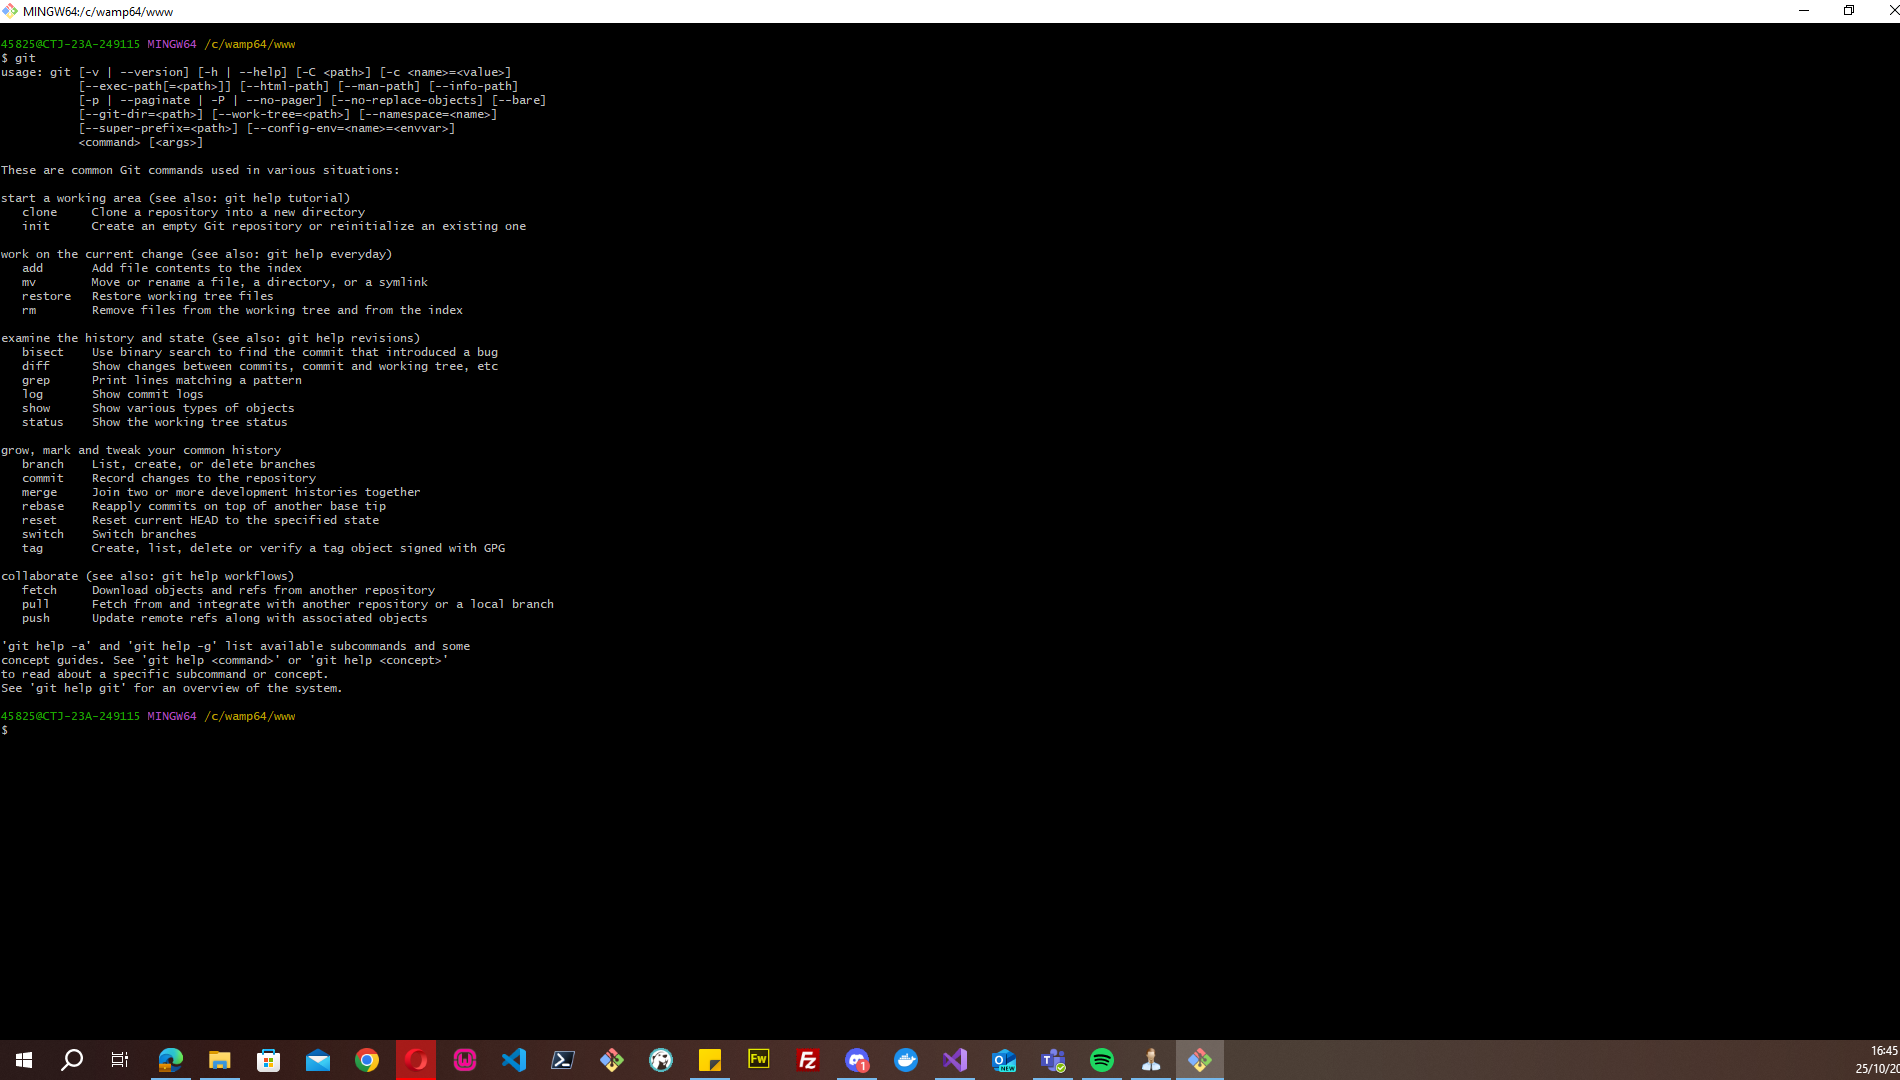 MINGW64:/c/wamp64/www
45825@CTJ-23A-249115 MINGW64 /c/wamp64/www
$ git
usage: git [-v | --version] [-h | --help] [-C <path>] [-c <name>=<value>]
           [--exec-path[=<path>]] [--html-path] [--man-path] [--info-path]
           [-p | --paginate | -P | --no-pager] [--no-replace-objects] [--bare]
           [--git-dir=<path>] [--work-tree=<path>] [--namespace=<name>]
           [--super-prefix=<path>] [--config-env=<name>=<envvar>]
           <command> [<args>]
These are common Git commands used in various situations:
start a working area (see also: git help tutorial)
   clone     Clone a repository into a new directory
   init      Create an empty Git repository or reinitialize an existing one
work on the current change (see also: git help everyday)
   add       Add file contents to the index
   mv        Move or rename a file, a directory, or a symlink
   restore   Restore working tree files
   rm        Remove files from the working tree and from the index
examine the history and state (see also: git help revisions)
   bisect    Use binary search to find the commit that introduced a bug
   diff      Show changes between commits, commit and working tree, etc
   grep      Print lines matching a pattern
   log       Show commit logs
   show      Show various types of objects
   status    Show the working tree status
grow, mark and tweak your common history
   branch    List, create, or delete branches
   commit    Record changes to the repository
   merge     Join two or more development histories together
   rebase    Reapply commits on top of another base tip
   reset     Reset current HEAD to the specified state
   switch    Switch branches
   tag       Create, list, delete or verify a tag object signed with GPG
collaborate (see also: git help workflows)
   fetch     Download objects and refs from another repository
   pull      Fetch from and integrate with another repository or a local branch
   push      Update remote refs along with associated objects
'git help -a' and 'git help -g' list available subcommands and some
concept guides. See 'git help <command>' or 'git help <concept>'
to read about a specific subcommand or concept.
See 'git help git' for an overview of the system.
45825@CTJ-23A-249115 MINGW64 /c/wamp64/www
$
Fw
Fz
1
NEW
16:45
25/10/20